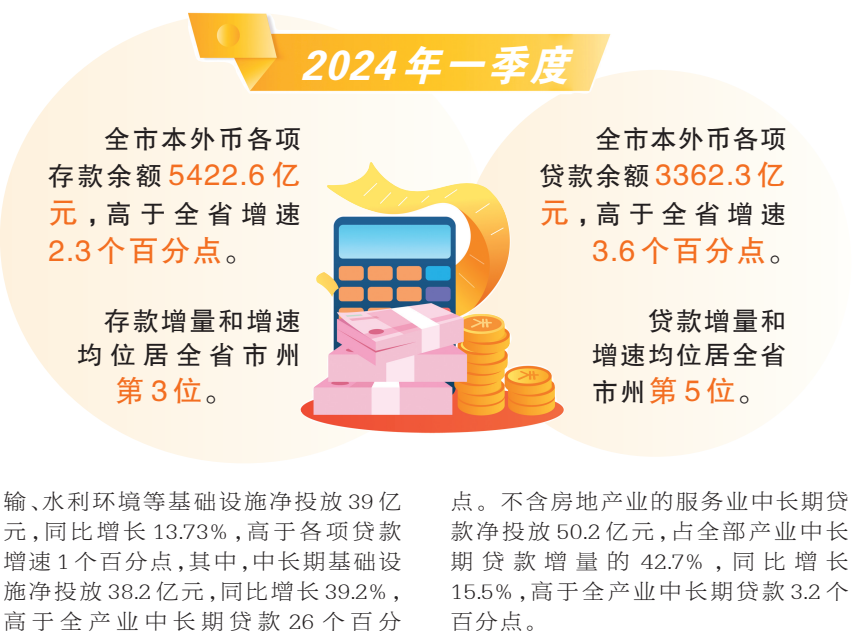 2024年一季度
全市本外币各项
存款余额5422.6亿
元,高于全省增速
2.3个百分点。
存款增量和增速
均位居全省市州
第3位。
全市本外币各项
贷款余额3362.3亿
元,高于全省增速
3.6个百分点。
贷款增量和
增速均位居全省
市州第5位。
输、水利环境等基础设施净投放39亿
元,同比增长13.73%,高于各项贷款
增速1个百分点,其中,中长期基础设
施净投放38.2亿元,同比增长39.2%,
高于全产业中长期贷款26个百分
点。不含房地产业的服务业中长期贷
款净投放50.2亿元,占全部产业中长
期贷款增量的42.7%,同比增长
15.5%,高于全产业中长期贷款3.2个
百分点。